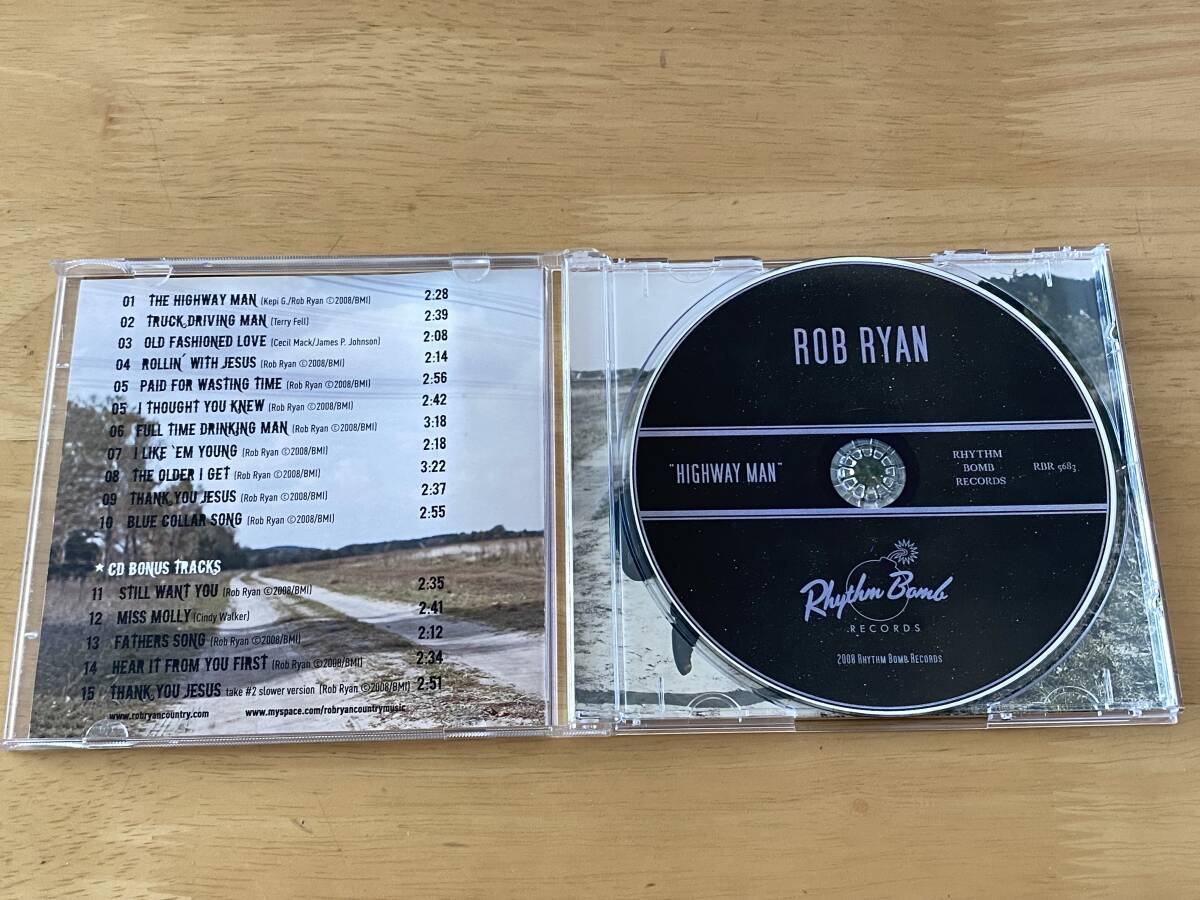 01 THE HIGHWAY MAN (Kepi G./Rob Ryan ©2008/BMI) 2:28
02 TRUCK DRIVING MAN (Terry Fell) 2:39
03 OLD FASHIONED LOVE (Cecil Mack/James P. Johnson) 2:08
04 ROLLIN´ WITH JESUS (Rob Ryan ©2008/BMI) 2:14
05 PAID FOR WASTING TIME (Rob Ryan ©2008/BMI) 2:56
05 I THOUGHT YOU KNEW (Rob Ryan ©2008/BMI) 2:42
06 FULL TIME DRINKING MAN (Rob Ryan ©2008/BMI) 3:18
07 I LIKE ´EM YOUNG (Rob Ryan ©2008/BMI) 2:18
08 THE OLDER I GET (Rob Ryan ©2008/BMI) 3:22
09 THANK YOU JESUS (Rob Ryan ©2008/BMI) 2:37
10 BLUE COLLAR SONG (Rob Ryan ©2008/BMI) 2:55
★ CD BONUS TRACKS
11 STILL WANT YOU (Rob Ryan ©2008/BMI) 2:35
12 MISS MOLLY (Cindy Walker) 2:41
13 FATHERS SONG (Rob Ryan ©2008/BMI) 2:12
14 HEAR IT FROM YOU FIRST (Rob Ryan ©2008/BMI) 2:34
15 THANK YOU JESUS take #2 slower version (Rob Ryan ©2008/BMI) 2:51
www.robryancountry.com www.myspace.com/robryancountrymusic
ROB RYAN
"HIGHWAY MAN"
RHYTHM
BOMB
RECORDS
RBR 5683
Rhythm Bomb
RECORDS
2008 RHYTHM BOMB RECORDS